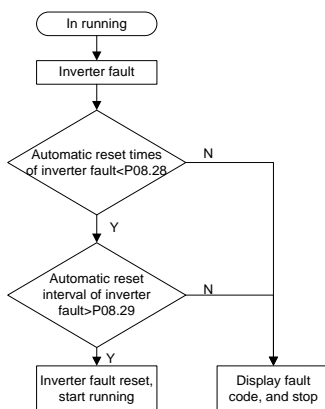 In running
Inverter fault
Automatic reset times
of inverter fault<P08.28
N
Y
Automatic reset
interval of inverter
fault>P08.29
N
Y
Inverter fault reset,
start running
Display fault
code, and stop